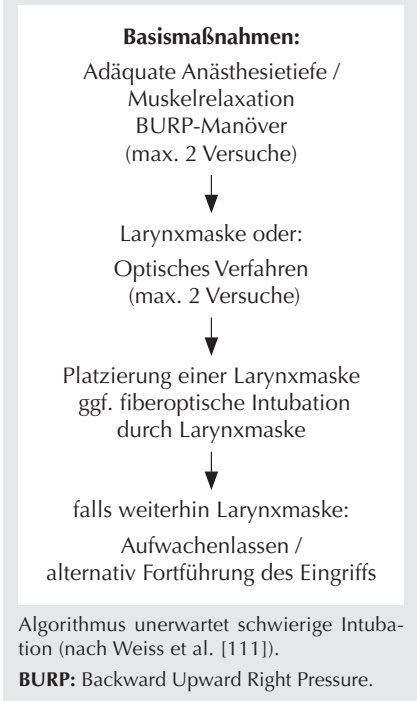 Basismaßnahmen:
Adäquate Anästhesietiefe /
Muskelrelaxation
BURP-Manöver
(max. 2 Versuche)
Larynxmaske oder:
Optisches Verfahren
(max. 2 Versuche)
Platzierung einer Larynxmaske
ggf. fiberoptische Intubation
durch Larynxmaske
falls weiterhin Larynxmaske:
Aufwachenlassen /
alternativ Fortführung des Eingriffs
Algorithmus unerwartet schwierige Intuba-
tion (nach Weiss et al. [111]).
BURP: Backward Upward Right Pressure.